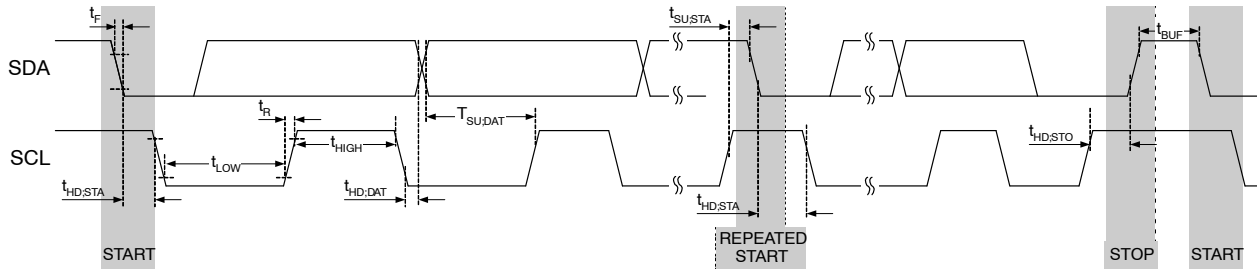 tF
tSU;STA
tBUF
SDA
tR
TSU;DAT
SCL
tLOW
tHIGH
tHD;STO
tHD;STA
tHD;DAT
tHD;STA
START
REPEATED
START
STOP
START